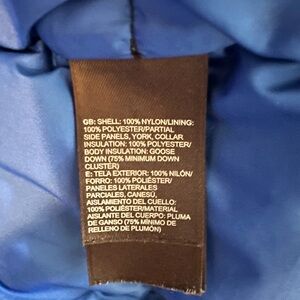 GB: SHELL: 100% NYLON/LINING:
100% POLYESTER/PARTIAL
SIDE PANELS, YORK, COLLAR
INSULATION: 100% POLYESTER/
BODY INSULATION: GOOSE
DOWN (75% MINIMUM DOWN
CLUSTER)
E: TELA EXTERIOR: 100% NILÓN/
FORRO: 100% POLIÉSTER/
PANELES LATERALES
PARCIALES, CANESÚ,
AISLAMIENTO DEL CUELLO:
100% POLIÉSTER/MATERIAL
AISLANTE DEL CUERPO: PLUMA
DE GANSO (75% MÍNIMO DE
RELLENO DE PLUMÓN)